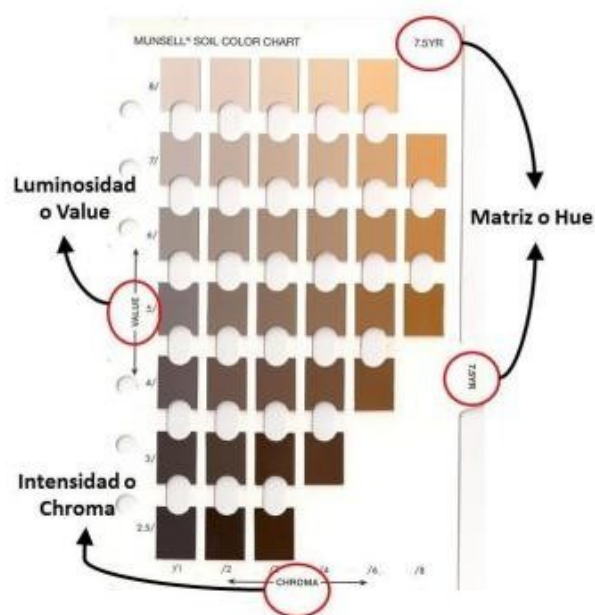 MUNSELL® SOIL COLOR CHART
7.5YR
8/
7/
Luminosidad
o Value
Matriz o Hue
6/
5/
VALUE
4/
7.5YR
3/
Intensidad o
Chroma
2.5/
/1 /2 /3 /4 /6 /8
CHROMA